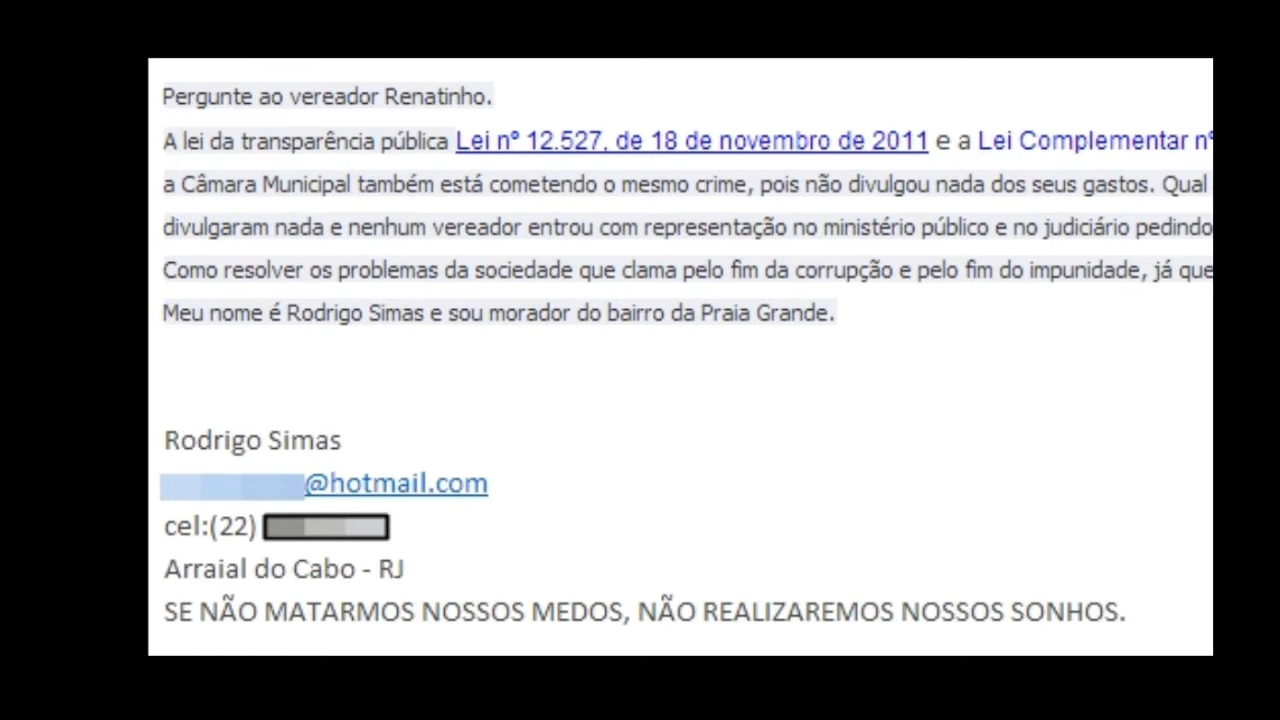 Pergunte ao vereador Renatinho.
A lei da transparência pública Lei nº 12.527, de 18 de novembro de 2011 e a Lei Complementar nº
a Câmara Municipal também está cometendo o mesmo crime, pois não divulgou nada dos seus gastos. Qual
divulgaram nada e nenhum vereador entrou com representação no ministério público e no judiciário pedindo
Como resolver os problemas da sociedade que clama pelo fim da corrupção e pelo fim do impunidade, já que
Meu nome é Rodrigo Simas e sou morador do bairro da Praia Grande.
Rodrigo Simas
@hotmail.com
cel:(22)
Arraial do Cabo - RJ
SE NÃO MATARMOS NOSSOS MEDOS, NÃO REALIZAREMOS NOSSOS SONHOS.